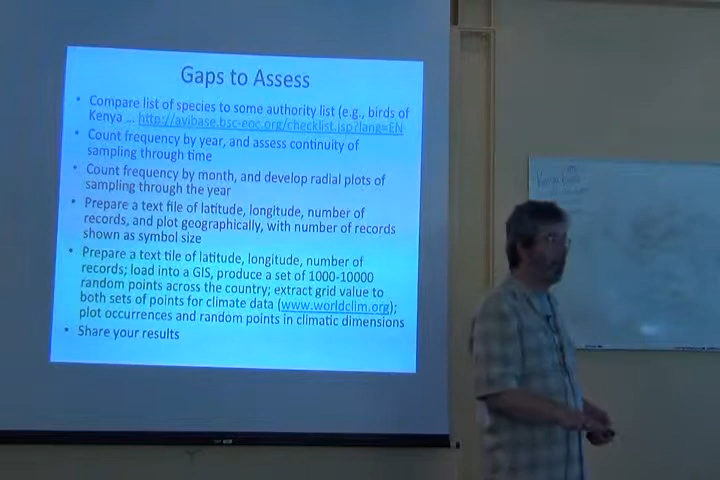 Gaps to Assess
• Compare list of species to some authority list (e.g., birds of
Kenya ... http://avibase.bsc-eoc.org/checklist.jsp?lang=EN
• Count frequency by year, and assess continuity of
sampling through time
• Count frequency by month, and develop radial plots of
sampling through the year
• Prepare a text file of latitude, longitude, number of
records, and plot geographically, with number of records
shown as symbol size
• Prepare a text file of latitude, longitude, number of
records; load into a GIS, produce a set of 1000-10000
random points across the country; extract grid value to
both sets of points for climate data (www.worldclim.org);
plot occurrences and random points in climatic dimensions
• Share your results